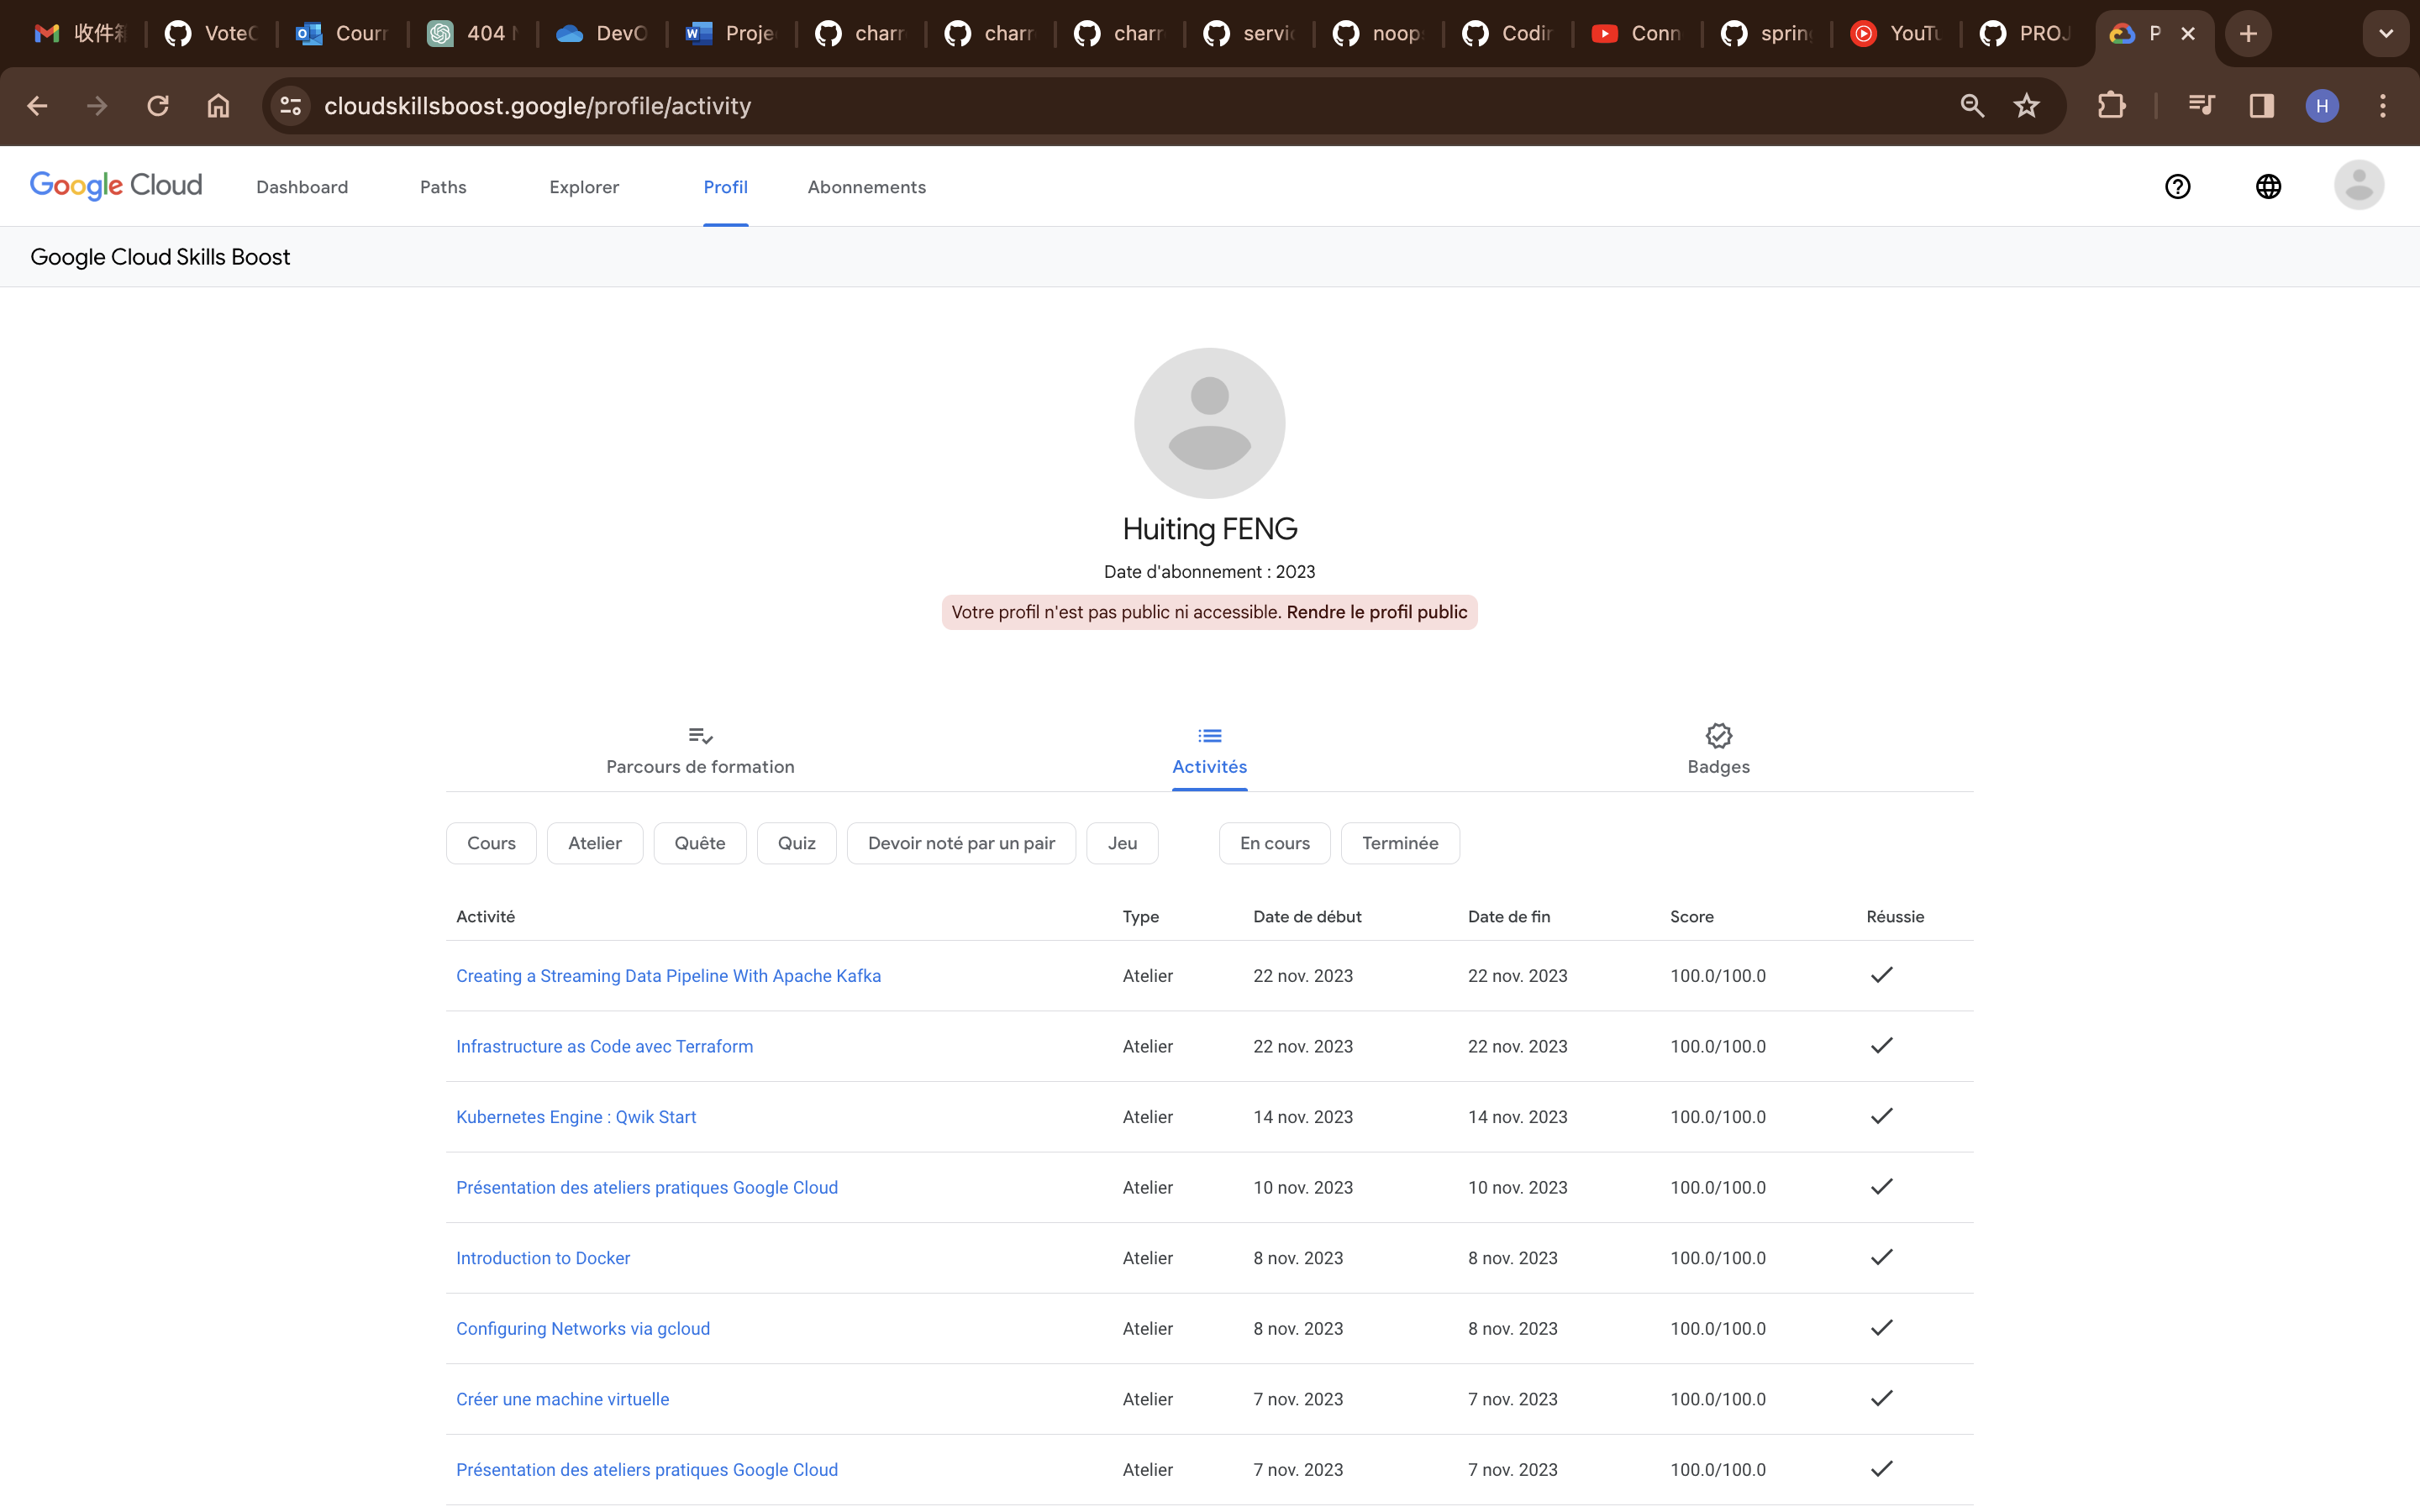 收件 VoteC Courr 404 DevO Proje charr charr charr servi noop Codin Conn sprin YouTu PROJ P
cloudskillsboost.google/profile/activity H
Google Cloud Dashboard Paths Explorer Profil Abonnements
Google Cloud Skills Boost
Huiting FENG
Date d'abonnement : 2023
Votre profil n'est pas public ni accessible. Rendre le profil public
Parcours de formation Activités Badges
Cours Atelier Quête Quiz Devoir noté par un pair Jeu En cours Terminée
Activité Type Date de début Date de fin Score Réussie
Creating a Streaming Data Pipeline With Apache Kafka Atelier 22 nov. 2023 22 nov. 2023 100.0/100.0
Infrastructure as Code avec Terraform Atelier 22 nov. 2023 22 nov. 2023 100.0/100.0
Kubernetes Engine : Qwik Start Atelier 14 nov. 2023 14 nov. 2023 100.0/100.0
Présentation des ateliers pratiques Google Cloud Atelier 10 nov. 2023 10 nov. 2023 100.0/100.0
Introduction to Docker Atelier 8 nov. 2023 8 nov. 2023 100.0/100.0
Configuring Networks via gcloud Atelier 8 nov. 2023 8 nov. 2023 100.0/100.0
Créer une machine virtuelle Atelier 7 nov. 2023 7 nov. 2023 100.0/100.0
Présentation des ateliers pratiques Google Cloud Atelier 7 nov. 2023 7 nov. 2023 100.0/100.0